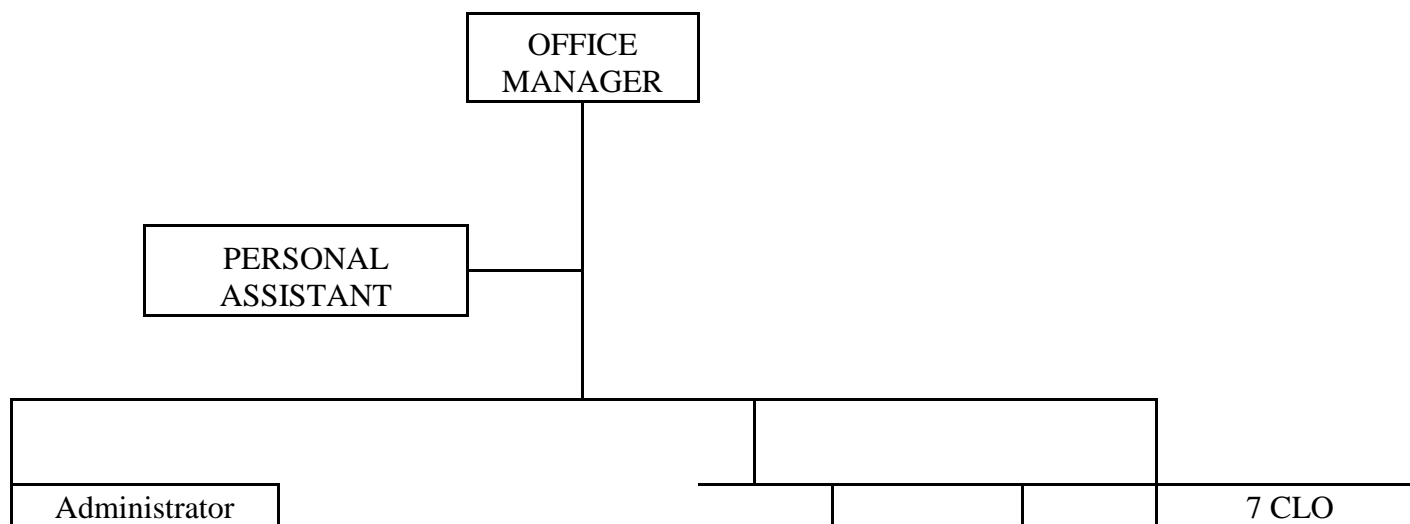 OFFICE
MANAGER
PERSONAL
ASSISTANT
Administrator
7 CLO